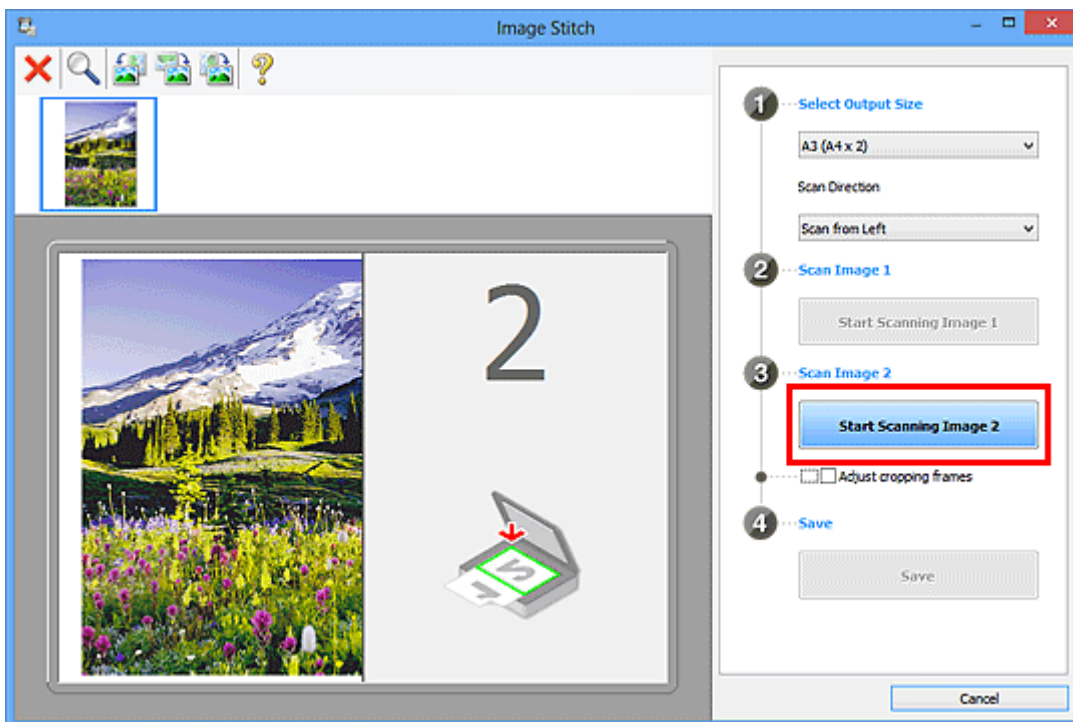 Image Stitch
1
Select Output Size
A3 (A4 x 2)
Scan Direction
Scan from Left
2
Scan Image 1
Start Scanning Image 1
3
Scan Image 2
Start Scanning Image 2
Adjust cropping frames
4
Save
Save
2
Cancel